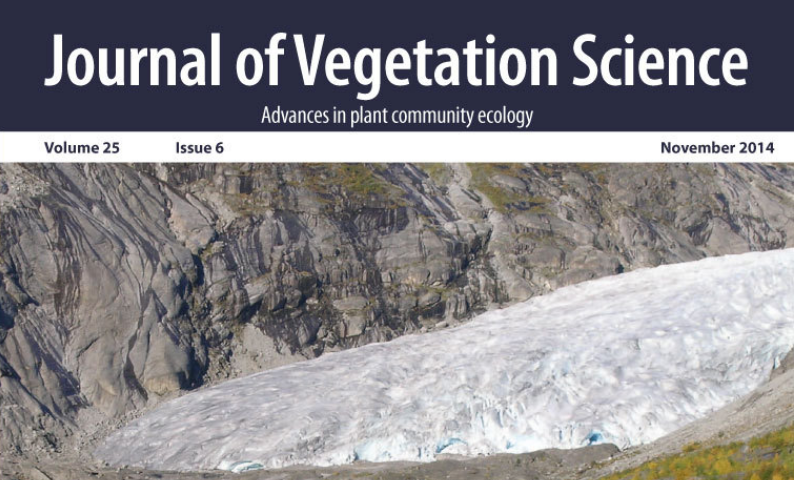 Journal of Vegetation Science
Advances in plant community ecology
Volume 25 Issue 6 November 2014